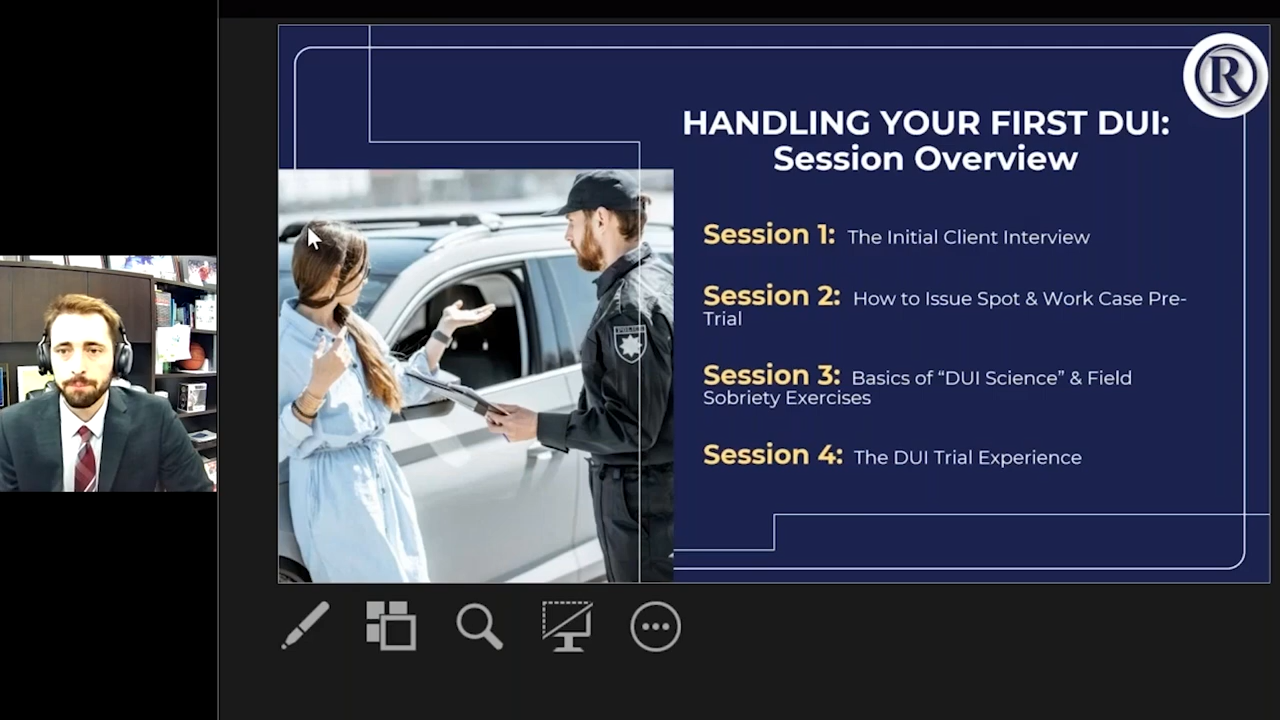 R
HANDLING YOUR FIRST DUI:
Session Overview
Session 1: The Initial Client Interview
Session 2: How to Issue Spot & Work Case Pre-
Trial
Session 3: Basics of “DUI Science” & Field
Sobriety Exercises
Session 4: The DUI Trial Experience
POLICE